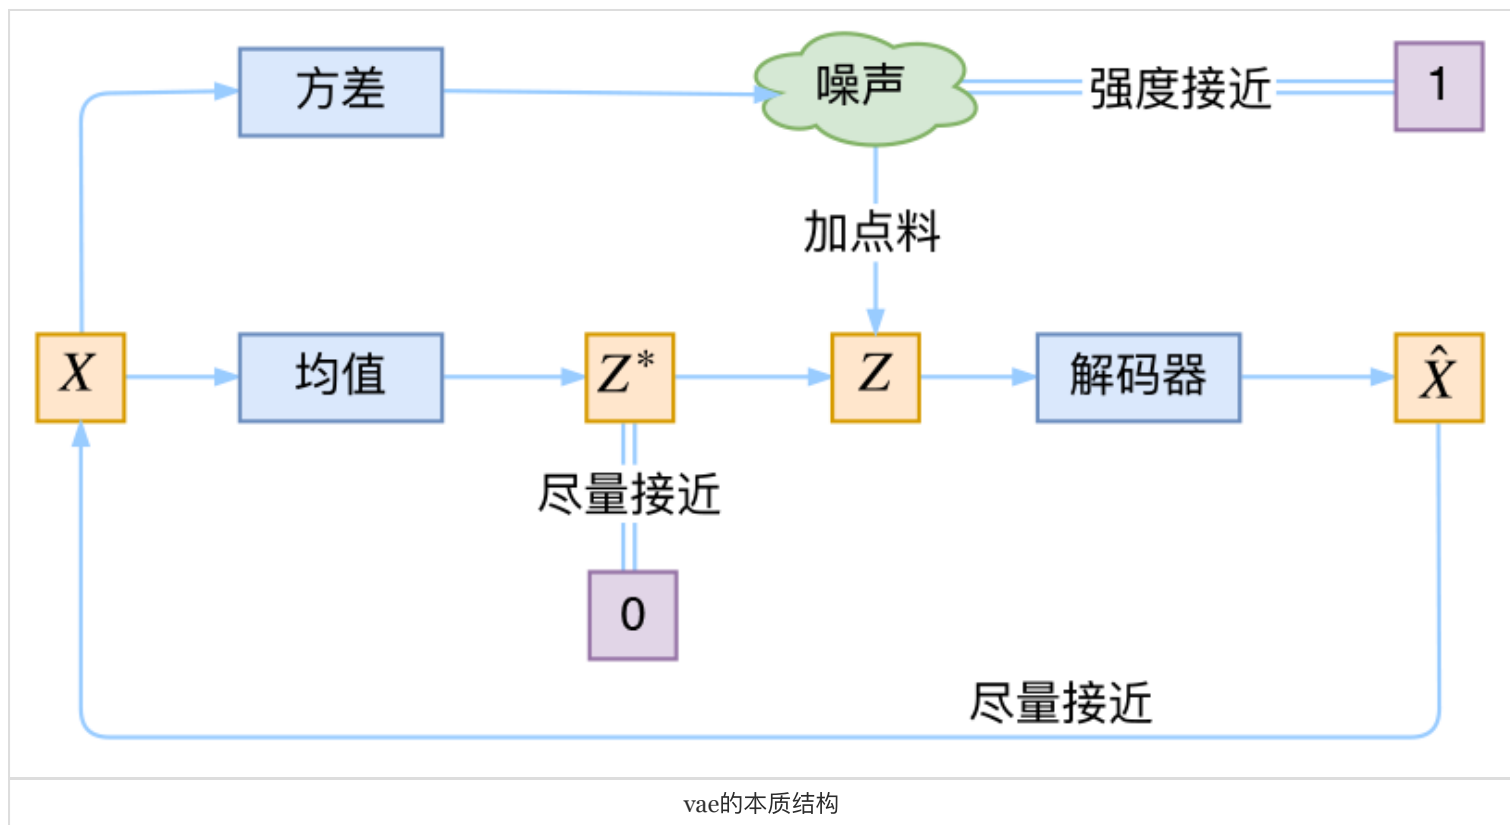 方差
噪声
强度接近
1
加点料
X
均值
Z*
Z
解码器
X̂
尽量接近
0
尽量接近
vae的本质结构